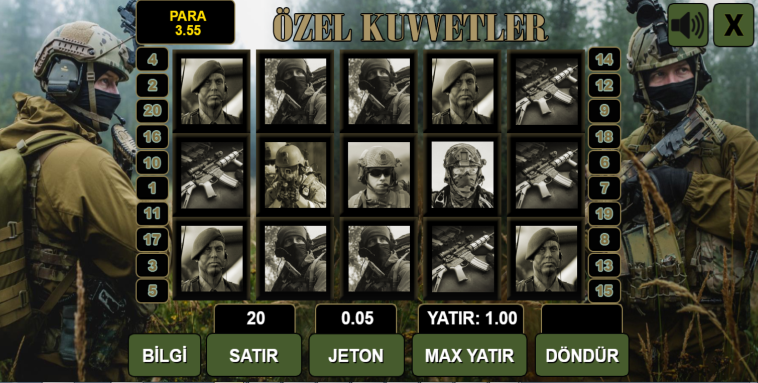 PARA
3.55
ÖZEL KUVVETLER
X
4
14
2
12
20
9
16
18
10
6
1
7
11
19
17
8
3
13
5
15
20
0.05
YATIR: 1.00
BİLGİ
SATIR
JETON
MAX YATIR
DÖNDÜR